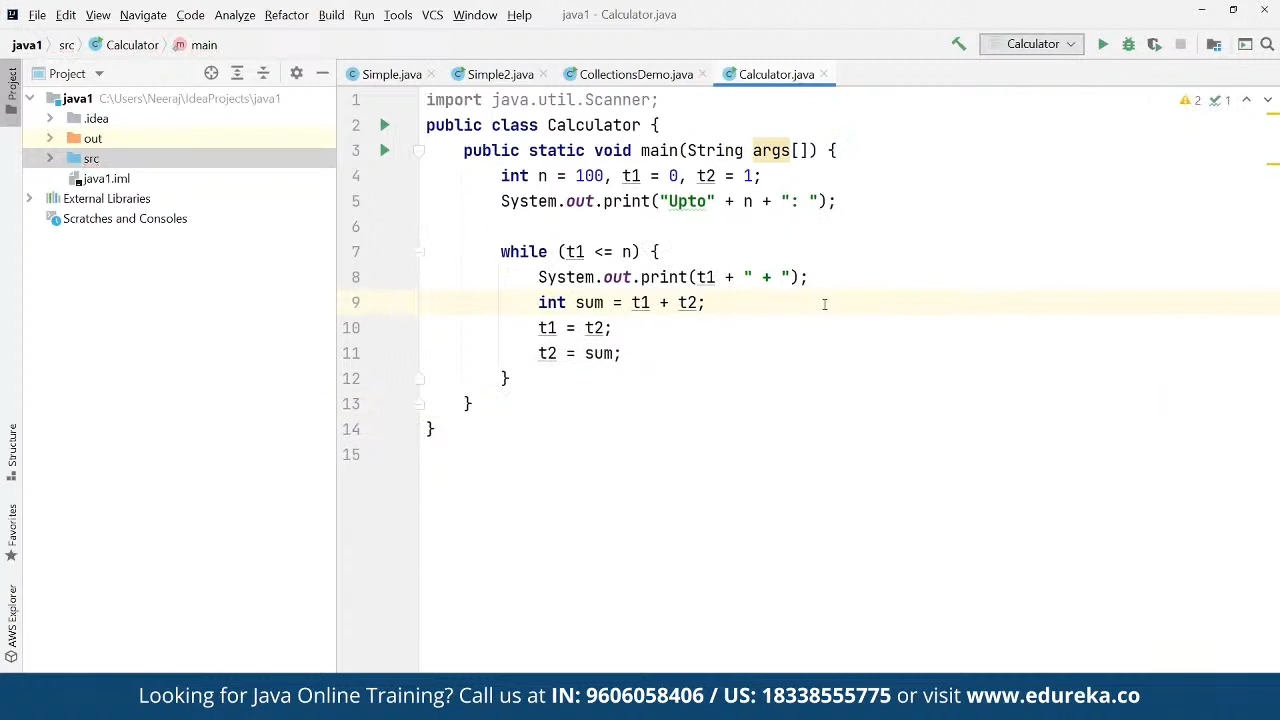 File Edit View Navigate Code Analyze Refactor Build Run Tools VCS Window Help java1 - Calculator.java
java1 src Calculator main Calculator
Project Simple.java Simple2.java CollectionsDemo.java Calculator.java
java1 C:\Users\Neeraj\IdeaProjects\java1
.idea
out
src
java1.iml
External Libraries
Scratches and Consoles
Project
Structure
Favorites
AWS Explorer
2 1
1 import java.util.Scanner;
2 public class Calculator {
3 public static void main(String args[]) {
4 int n = 100, t1 = 0, t2 = 1;
5 System.out.print("Upto" + n + ": ");
6
7 while (t1 <= n) {
8 System.out.print(t1 + " + ");
9 int sum = t1 + t2;
10 t1 = t2;
11 t2 = sum;
12 }
13 }
14 }
15
Looking for Java Online Training? Call us at IN: 9606058406 / US: 18338555775 or visit www.edureka.co